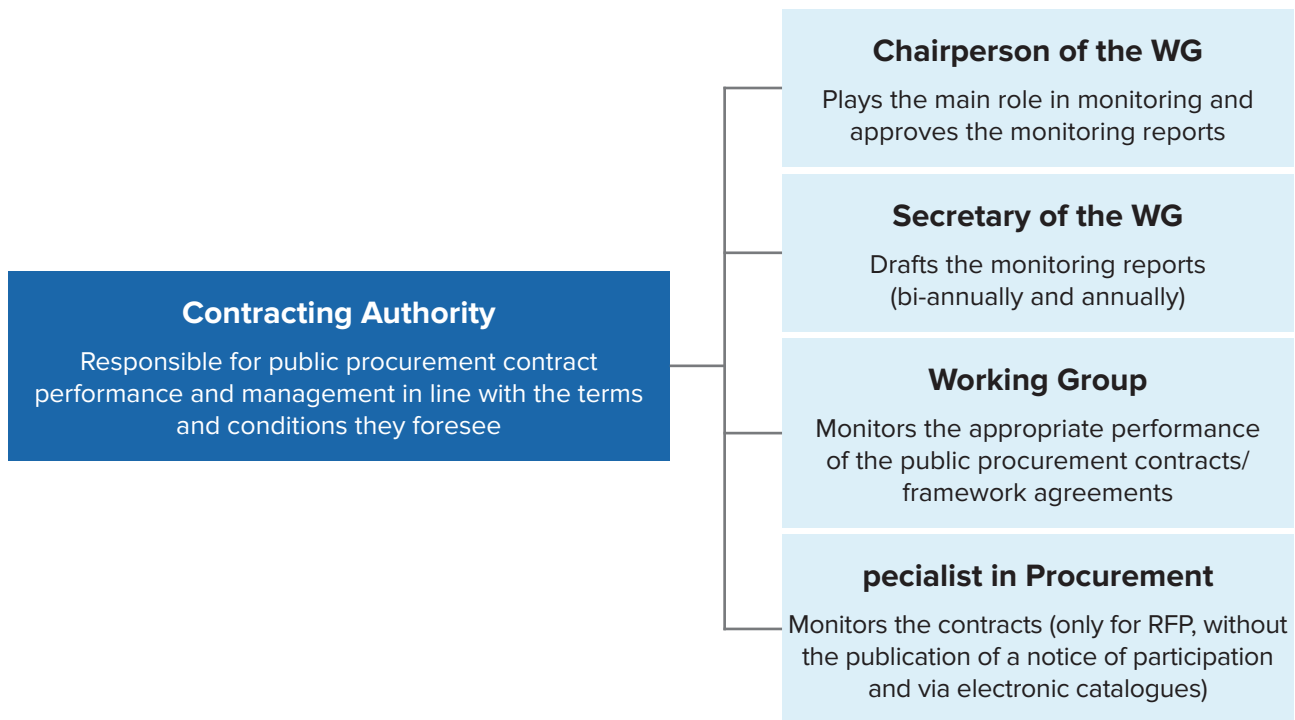 Contracting Authority
Responsible for public procurement contract
performance and management in line with the terms
and conditions they foresee
Chairperson of the WG
Plays the main role in monitoring and
approves the monitoring reports
Secretary of the WG
Drafts the monitoring reports
(bi-annually and annually)
Working Group
Monitors the appropriate performance
of the public procurement contracts/
framework agreements
pecialist in Procurement
Monitors the contracts (only for RFP, without
the publication of a notice of participation
and via electronic catalogues)